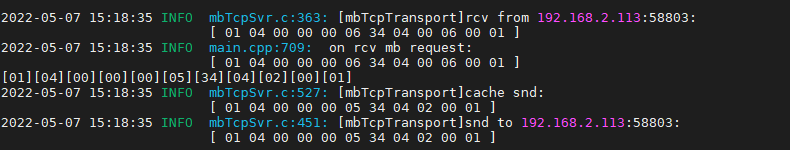 2022-05-07 15:18:35 INFO  mbTcpSvr.c:363: [mbTcpTransport]rcv from 192.168.2.113:58803:
[ 01 04 00 00 00 06 34 04 00 06 00 01 ]
2022-05-07 15:18:35 INFO  main.cpp:709:  on rcv mb request:
[ 01 04 00 00 00 06 34 04 00 06 00 01 ]
[01][04][00][00][00][05][34][04][02][00][01]
2022-05-07 15:18:35 INFO  mbTcpSvr.c:527: [mbTcpTransport]cache snd:
[ 01 04 00 00 00 05 34 04 02 00 01 ]
2022-05-07 15:18:35 INFO  mbTcpSvr.c:451: [mbTcpTransport]snd to 192.168.2.113:58803:
[ 01 04 00 00 00 05 34 04 02 00 01 ]